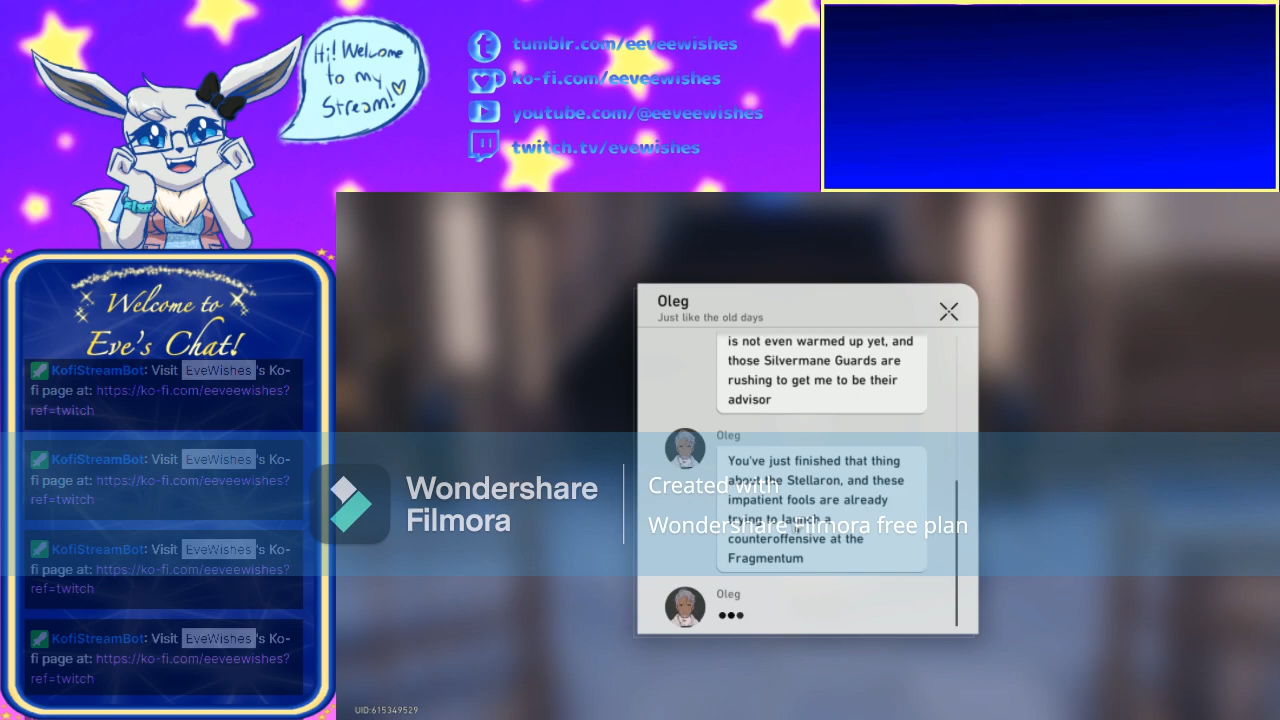 Hi! Welcome
to my
Stream!
tumblr.com/eeveewishes
ko-fi.com/eeveewishes
youtube.com/@eeveewishes
twitch.tv/evewishes
Welcome to
Eve's Chat!
KofiStreamBot: Visit EveWishes's Ko-
fi page at: https://ko-fi.com/eeveewishes?
ref=twitch
KofiStreamBot: Visit EveWishes's Ko-
fi page at: https://ko-fi.com/eeveewishes?
ref=twitch
KofiStreamBot: Visit EveWishes's Ko-
fi page at: https://ko-fi.com/eeveewishes?
ref=twitch
KofiStreamBot: Visit EveWishes's Ko-
fi page at: https://ko-fi.com/eeveewishes?
ref=twitch
Oleg
Just like the old days
is not even warmed up yet, and
those Silvermane Guards are
rushing to get me to be their
advisor
Oleg
You've just finished that thing
about the Stellaron, and these
impatient fools are already
trying to launch a
counteroffensive at the
Fragmentum
Oleg
Wondershare
Filmora
Created with
Wondershare Filmora free plan
UID:615349529